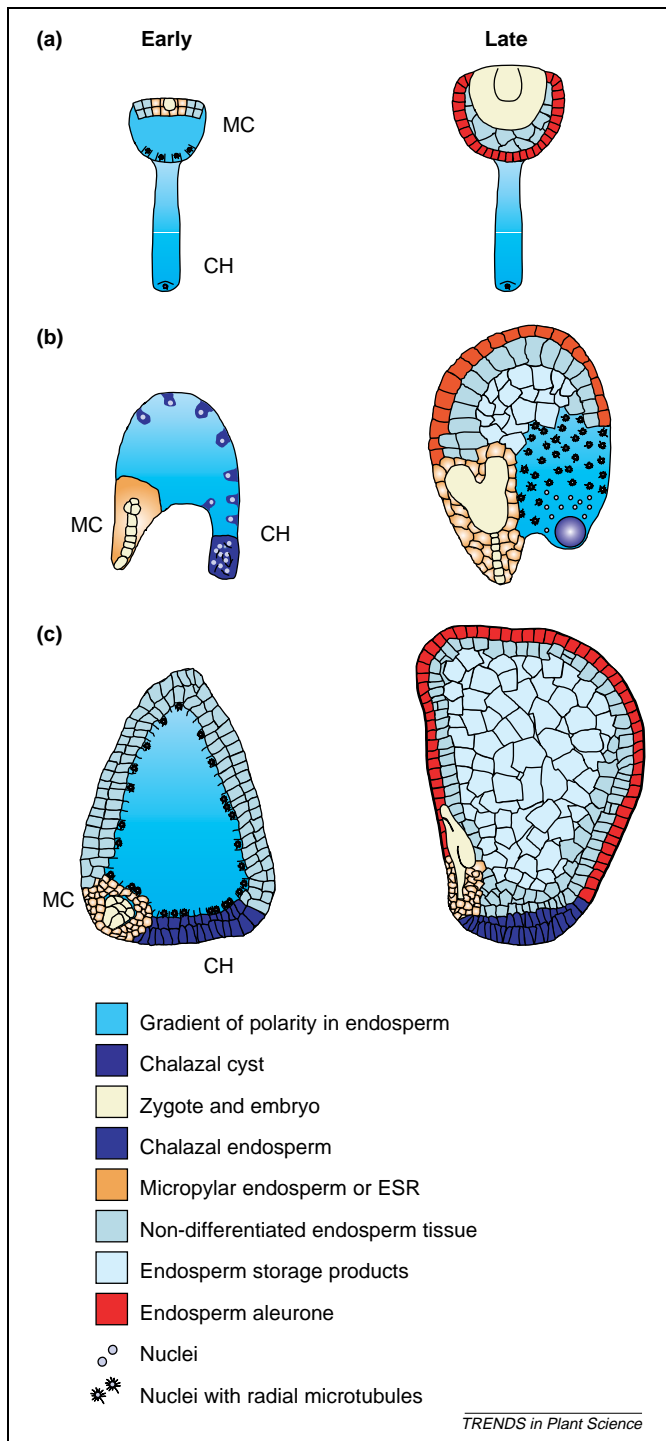 (a) Early Late
MC
CH
(b)
MC
CH
(c)
MC
CH
Gradient of polarity in endosperm
Chalazal cyst
Zygote and embryo
Chalazal endosperm
Micropylar endosperm or ESR
Non-differentiated endosperm tissue
Endosperm storage products
Endosperm aleurone
Nuclei
Nuclei with radial microtubules
TRENDS in Plant Science